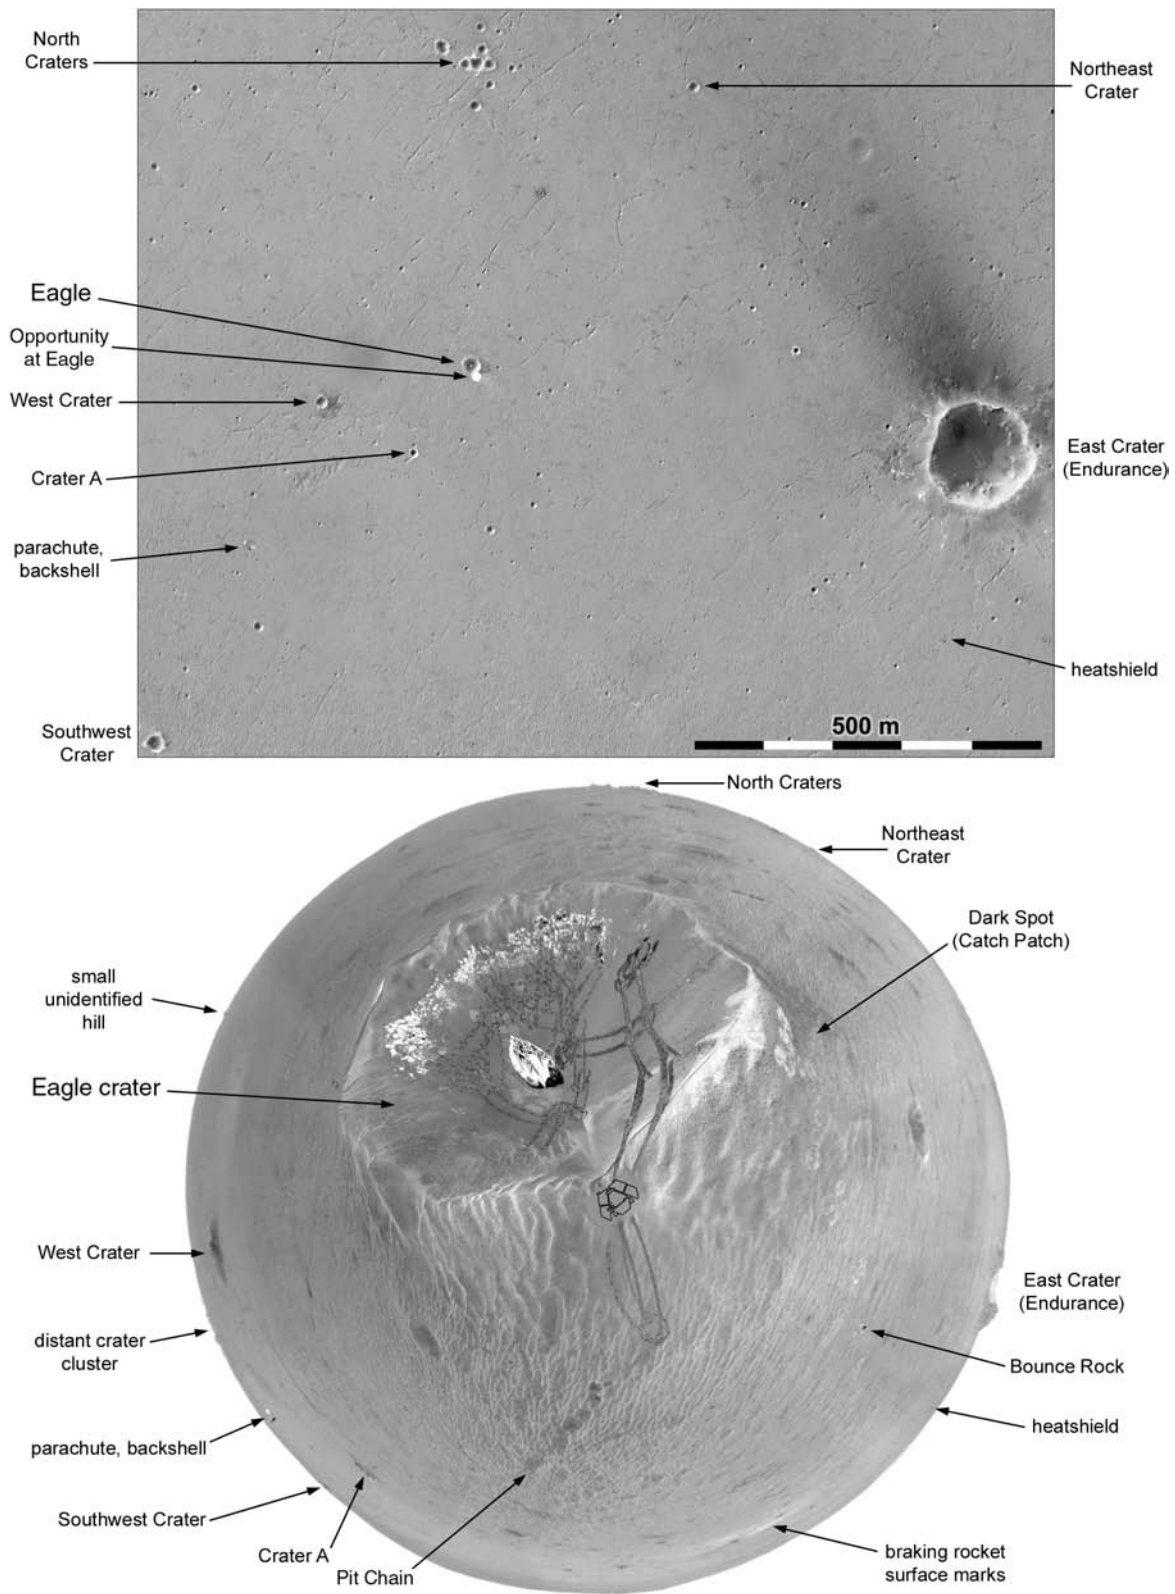 North
Craters
Northeast
Crater
Eagle
Opportunity
at Eagle
West Crater
Crater A
East Crater
(Endurance)
parachute,
backshell
heatshield
Southwest
Crater
500 m
North Craters
Northeast
Crater
Dark Spot
(Catch Patch)
small
unidentified
hill
Eagle crater
West Crater
East Crater
(Endurance)
distant crater
cluster
Bounce Rock
parachute, backshell
heatshield
Southwest Crater
Crater A
Pit Chain
braking rocket
surface marks